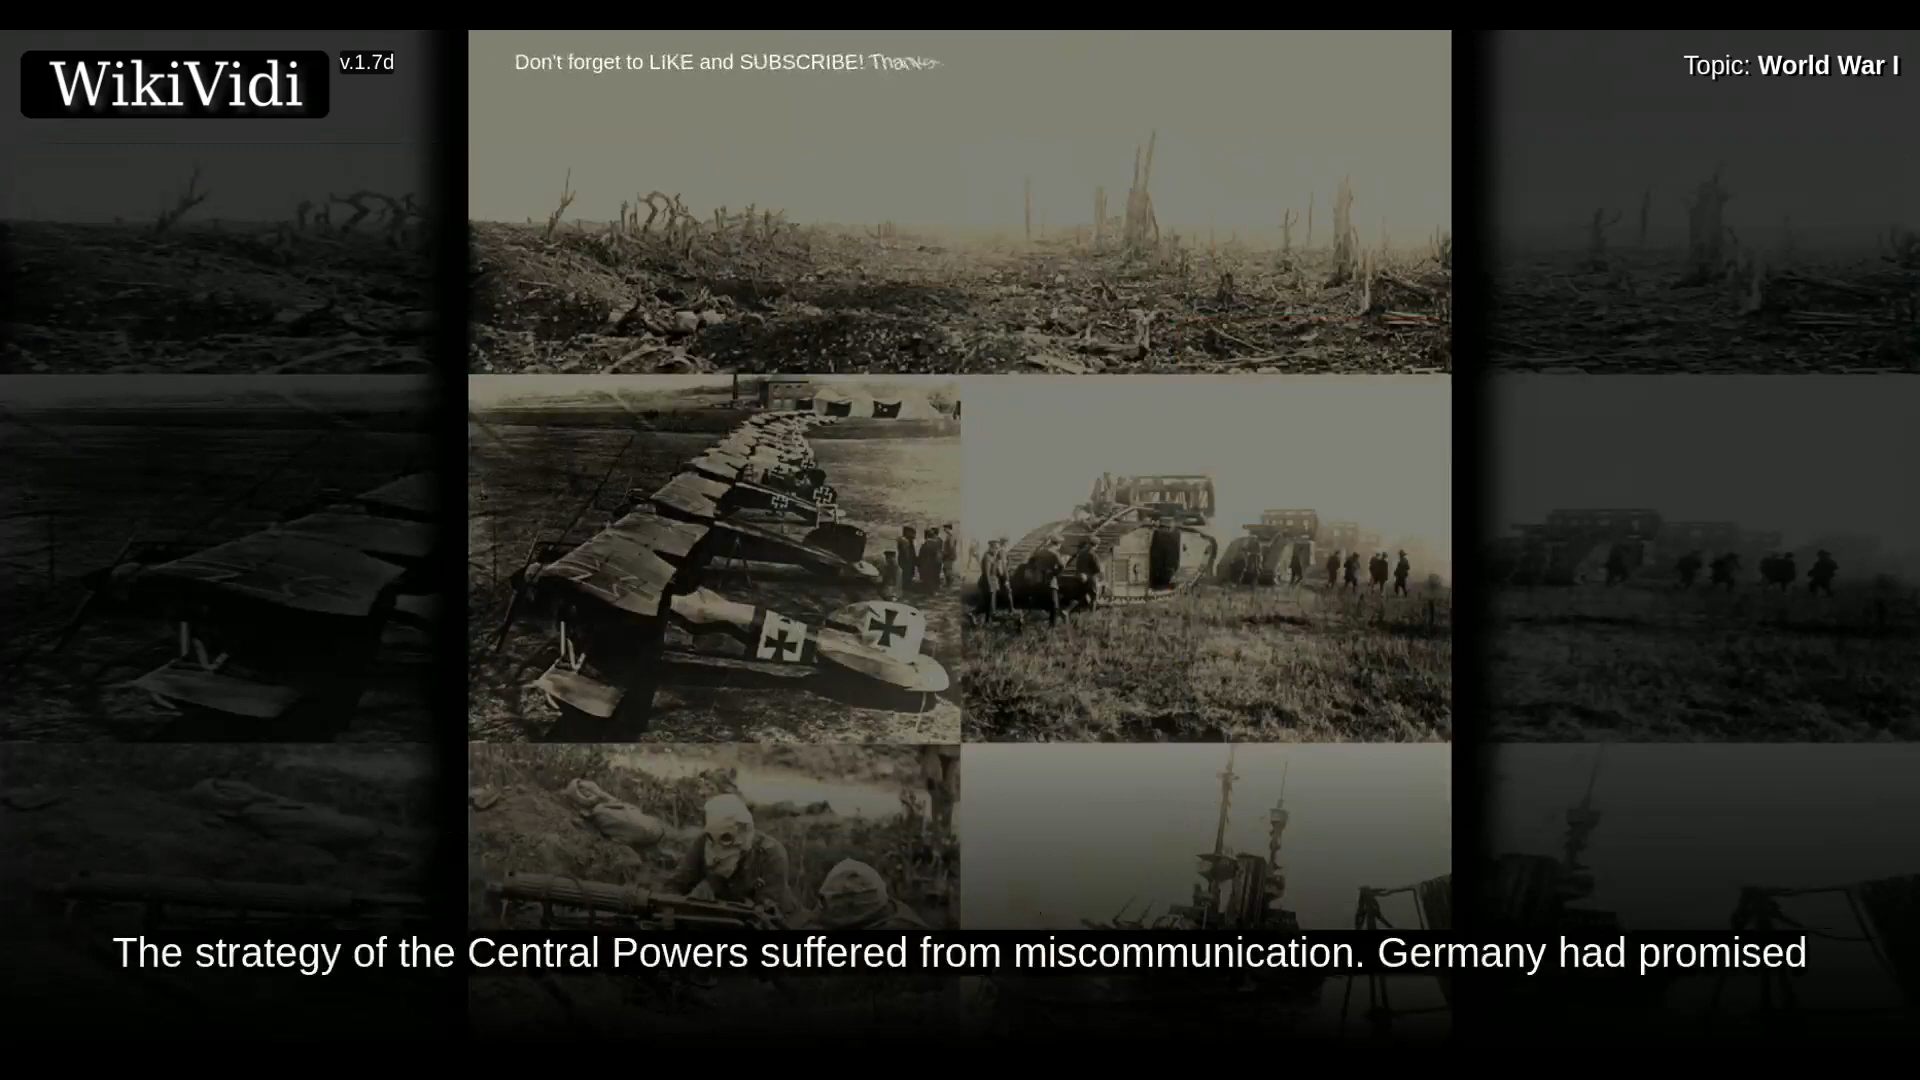 WikiVidi
v.1.7d
Don't forget to LIKE and SUBSCRIBE! Thanks
Topic: World War I
The strategy of the Central Powers suffered from miscommunication. Germany had promised